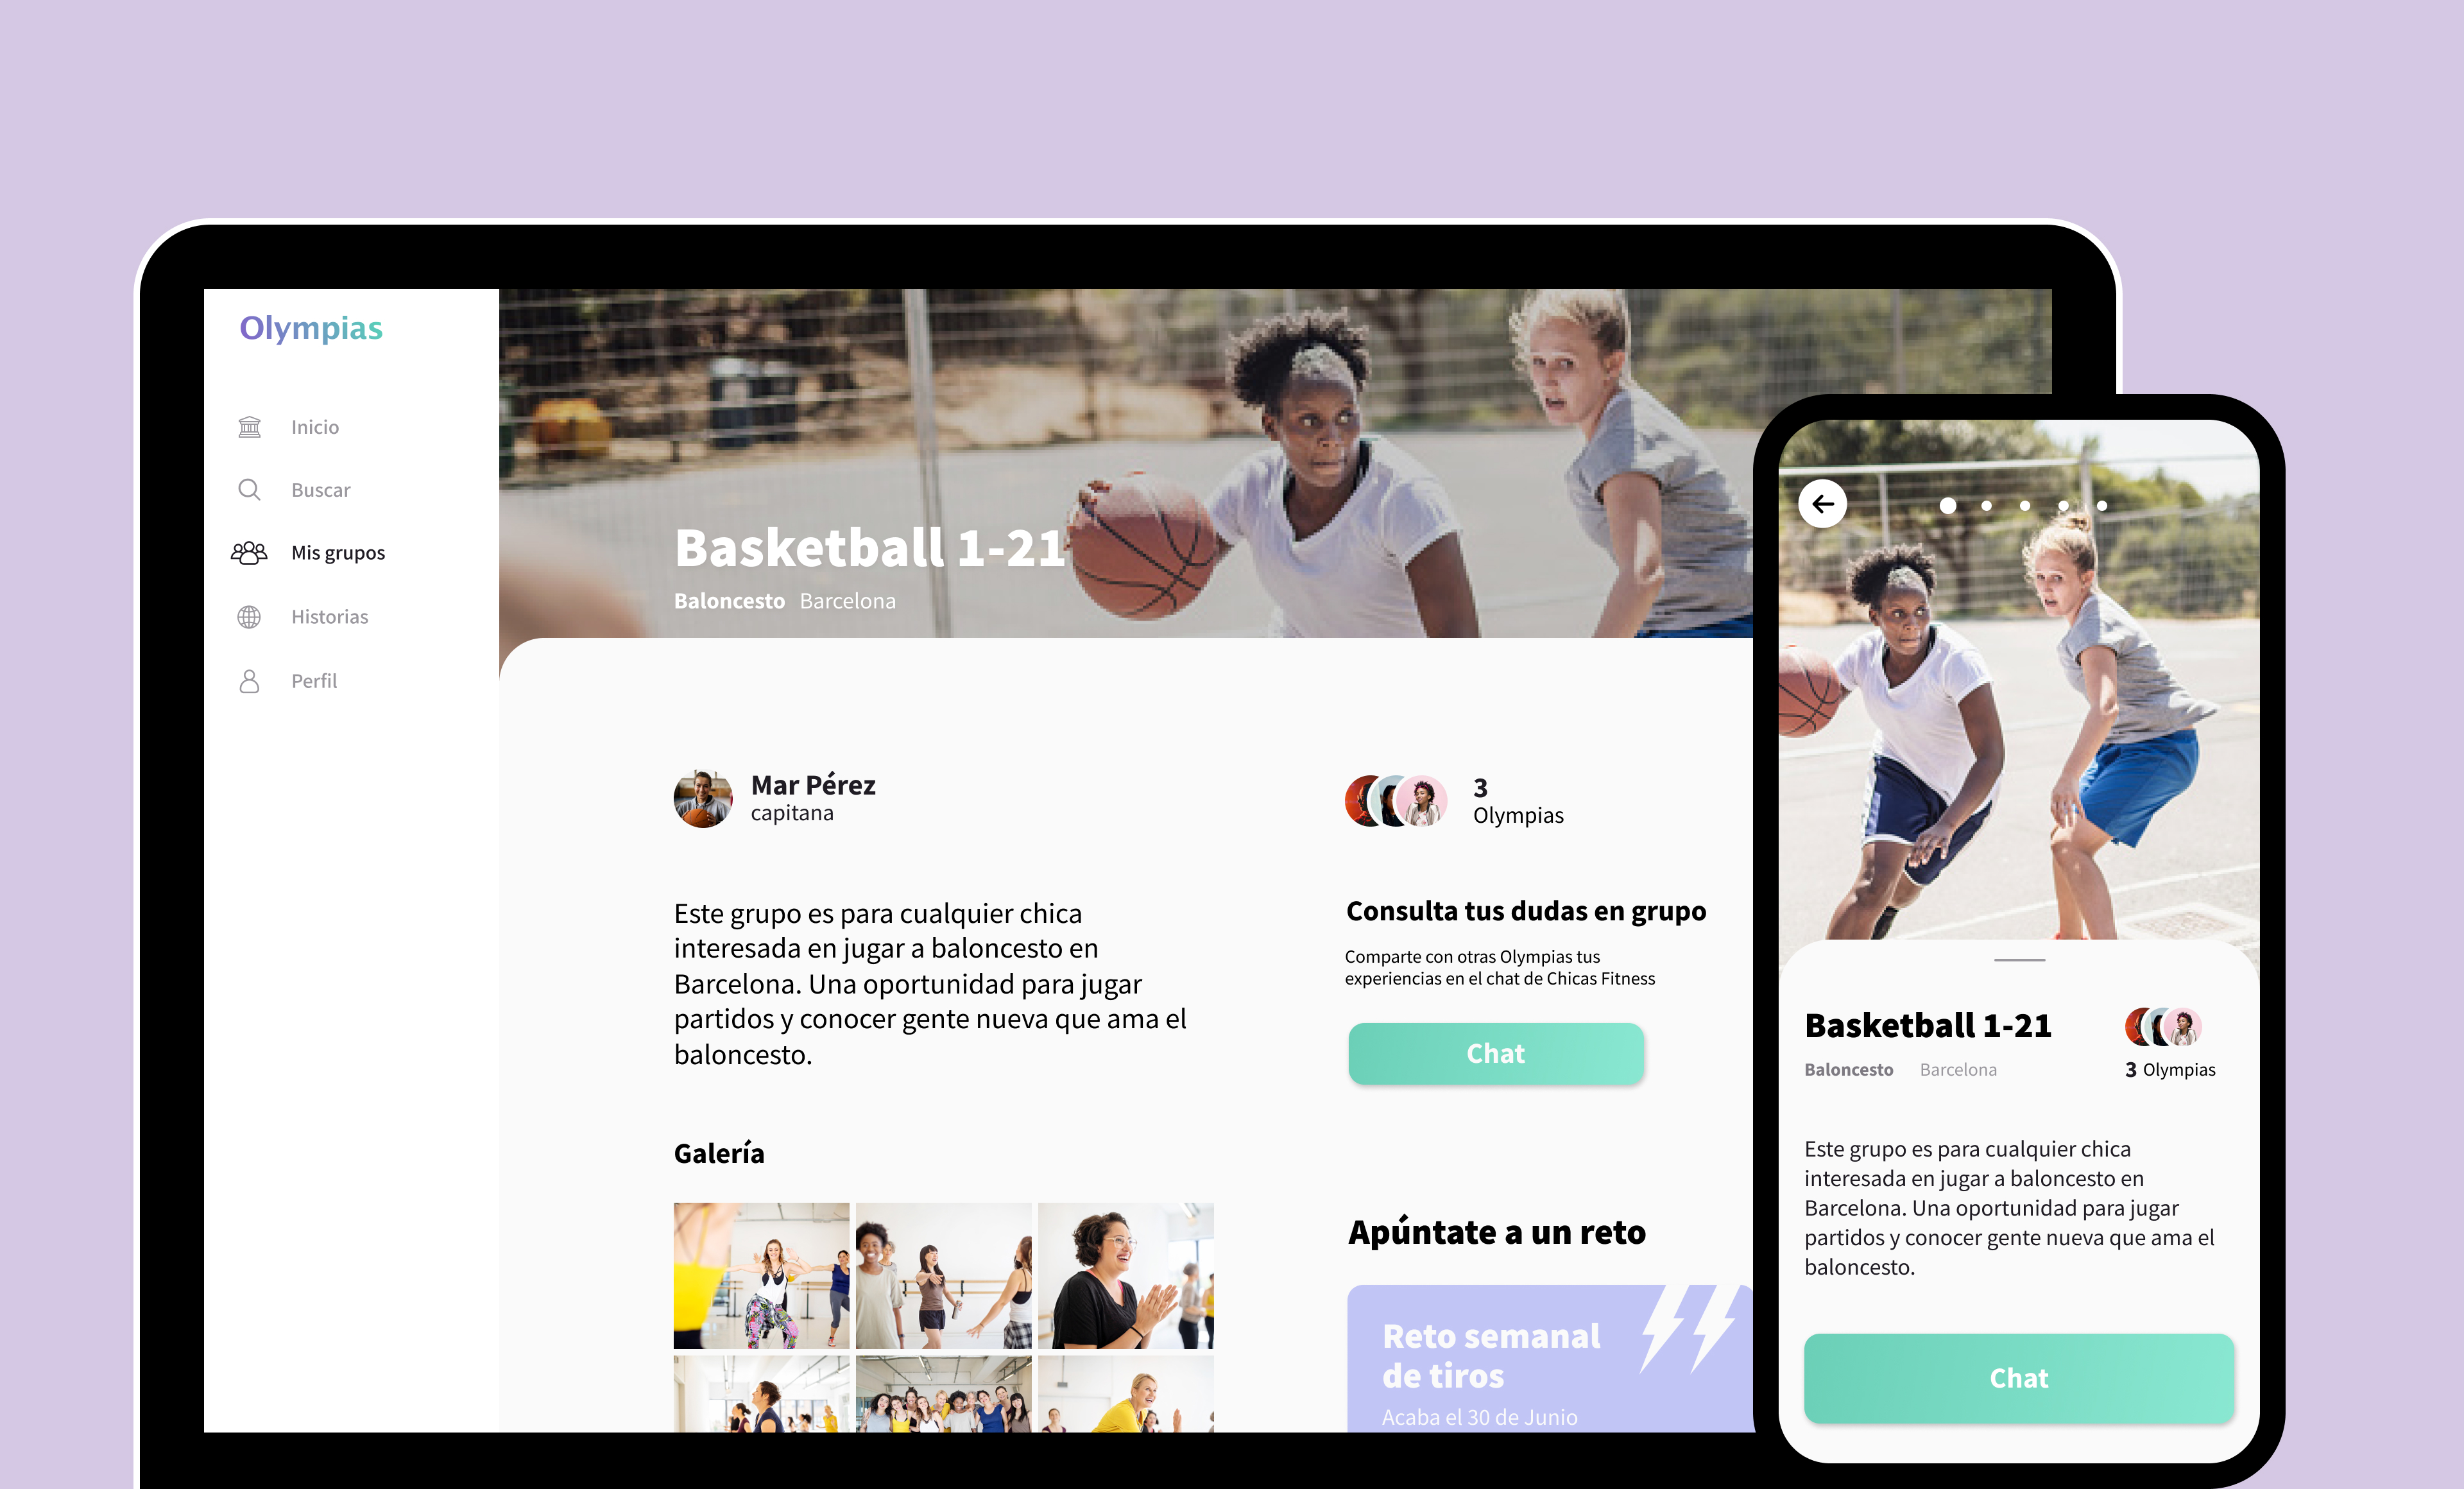 Olympias
Inicio
Buscar
Mis grupos
Historias
Perfil
Basketball 1-21
Baloncesto Barcelona
Mar Pérez
capitana
Este grupo es para cualquier chica
interesada en jugar a baloncesto en
Barcelona. Una oportunidad para jugar
partidos y conocer gente nueva que ama el
baloncesto.
Galería
3
Olympias
Consulta tus dudas en grupo
Comparte con otras Olympias tus
experiencias en el chat de Chicas Fitness
Chat
Apúntate a un reto
Reto semanal
de tiros
Acaba el 30 de Junio
Basketball 1-21
Baloncesto Barcelona
3 Olympias
Este grupo es para cualquier chica
interesada en jugar a baloncesto en
Barcelona. Una oportunidad para jugar
partidos y conocer gente nueva que ama el
baloncesto.
Chat